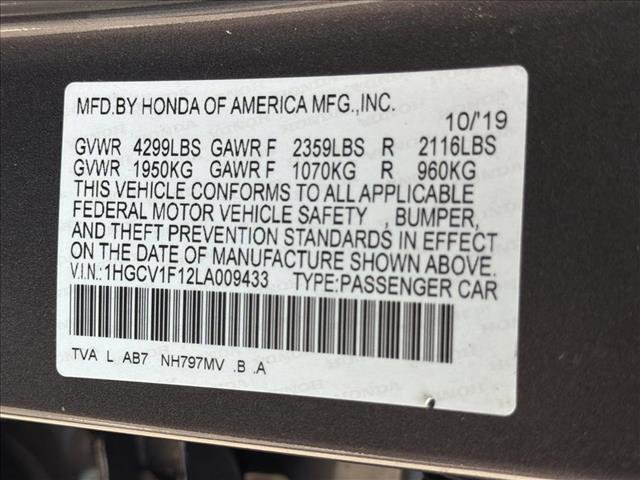 MFD.BY HONDA OF AMERICA MFG.,INC.
10/'19
GVWR 4299LBS GAWR F 2359LBS R 2116LBS
GVWR 1950KG GAWR F 1070KG R 960KG
THIS VEHICLE CONFORMS TO ALL APPLICABLE
FEDERAL MOTOR VEHICLE SAFETY , BUMPER,
AND THEFT PREVENTION STANDARDS IN EFFECT
ON THE DATE OF MANUFACTURE SHOWN ABOVE.
V.I.N.:1HGCV1F12LA009433 TYPE:PASSENGER CAR
TVA L AB7 NH797MV .B .A